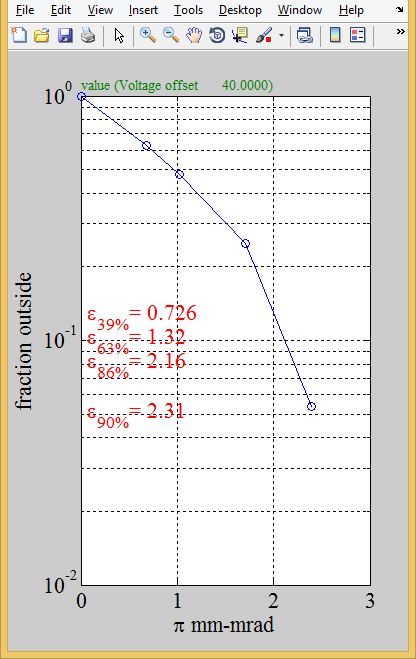 File Edit View Insert Tools Desktop Window Help
value (Voltage offset 40.0000)
10^0
ε39%= 0.726
10^-1
ε63%= 1.32
ε86%= 2.16
ε90%= 2.31
10^-2
fraction outside
0 1 2 3
π mm-mrad